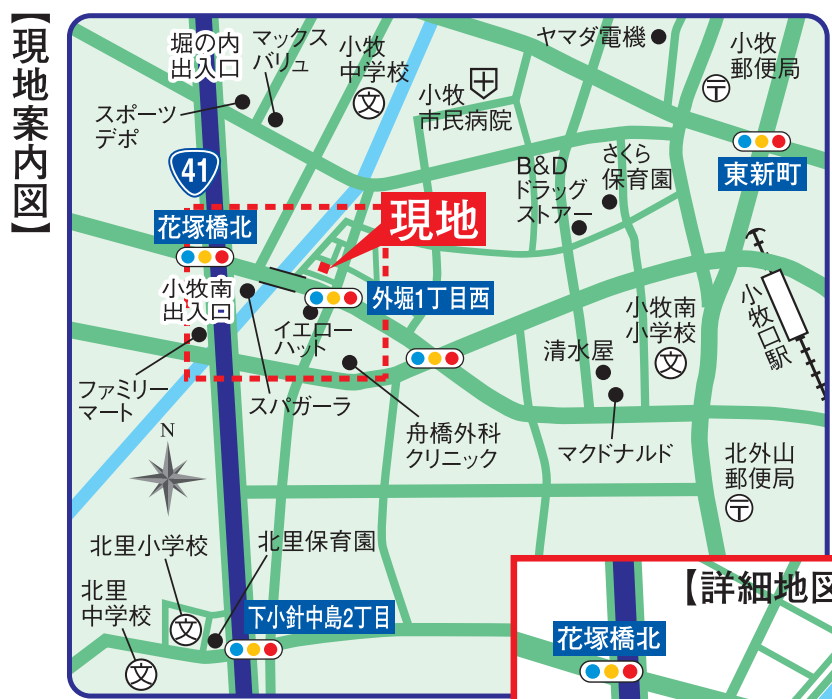 【現地案内図】
堀の内
出入口
マックス
バリュ
小牧
中学校
文
ヤマダ電機
小牧
郵便局
〒
スポーツ
デポ
小牧
市民病院
41
B&D
ドラッグ
ストアー
さくら
保育園
東新町
花塚橋北
現地
小牧南
出入口
外堀1丁目西
イエロー
ハット
小牧南
小学校
文
小牧口駅
清水屋
ファミリー
マート
スパガーラ
舟橋外科
クリニック
マクドナルド
北外山
郵便局
〒
N
北里小学校
文
北里保育園
北里
中学校
文
下小針中島2丁目
【詳細地図
花塚橋北